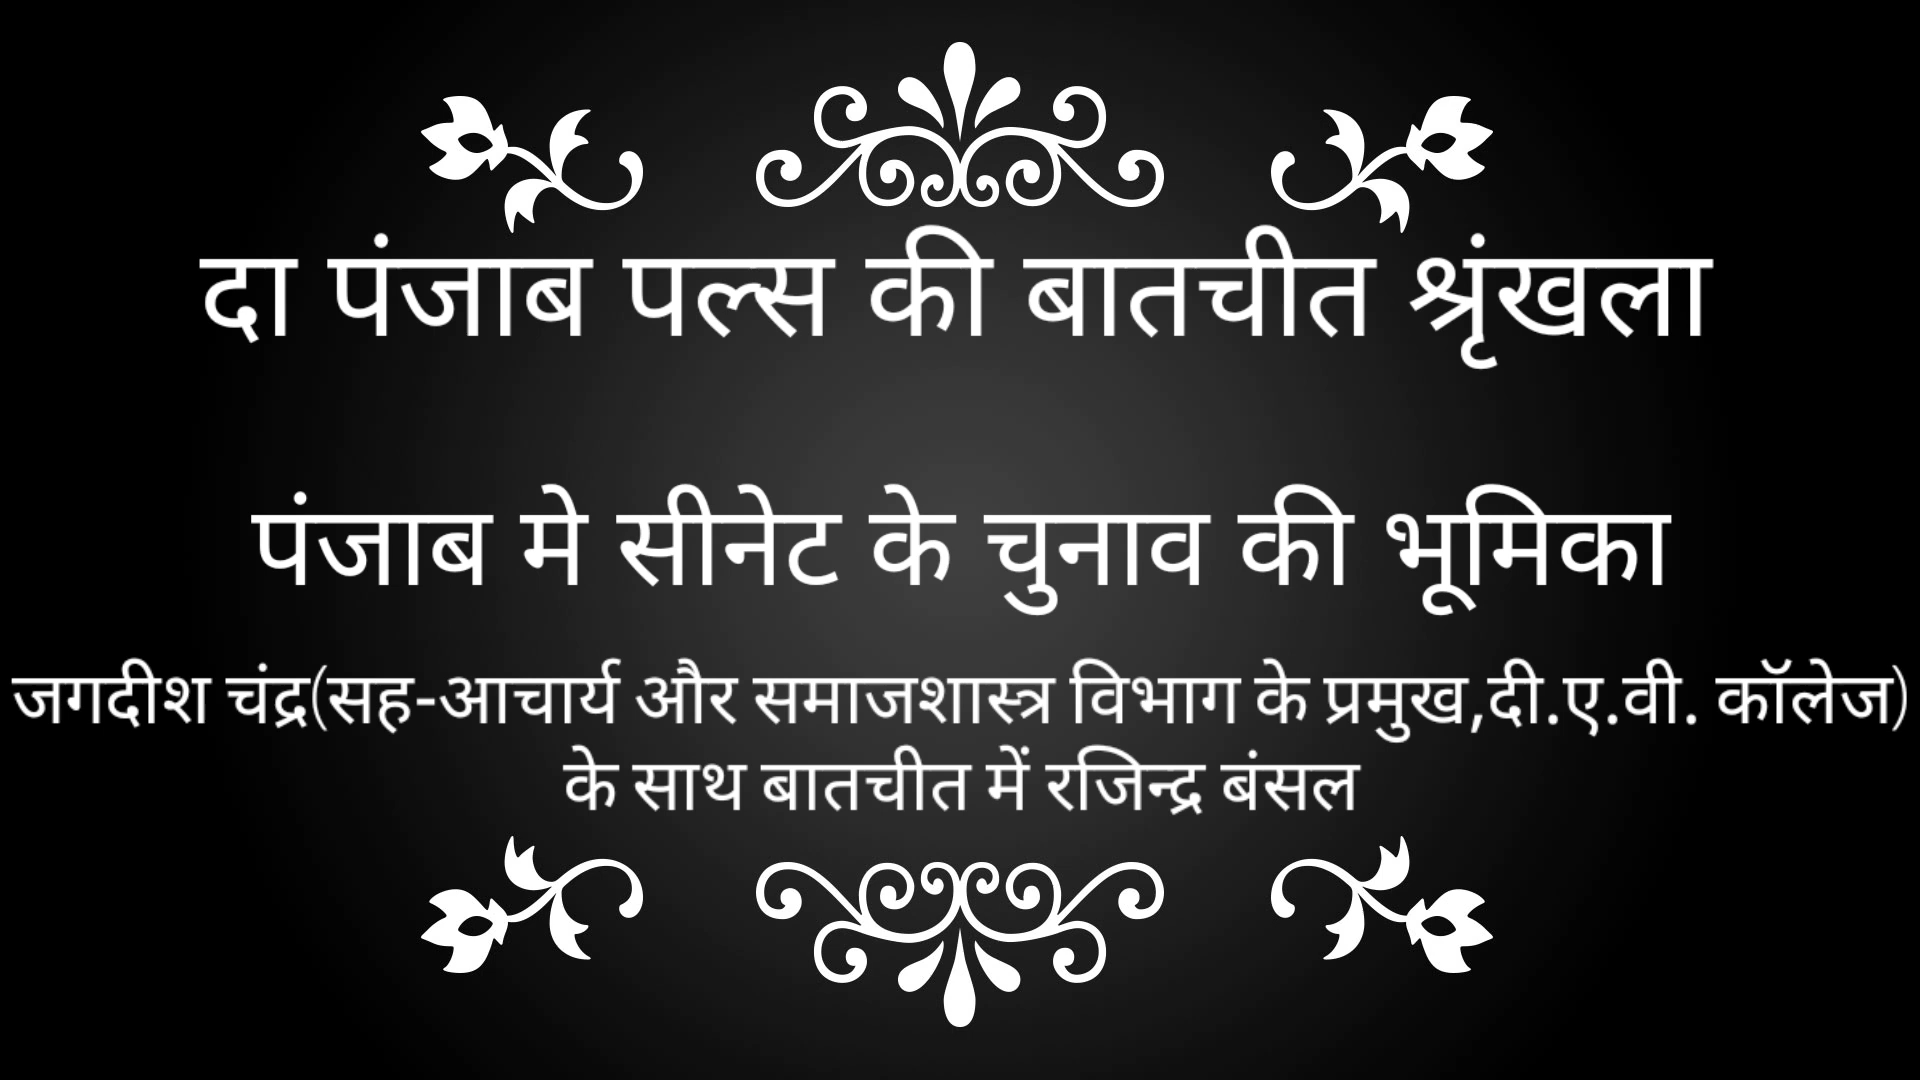 दा पंजाब पल्स की बातचीत श्रृंखला
पंजाब मे सीनेट के चुनाव की भूमिका
जगदीश चंद्र(सह-आचार्य और समाजशास्त्र विभाग के प्रमुख,दी.ए.वी. कॉलेज)
के साथ बातचीत में रजिन्द्र बंसल